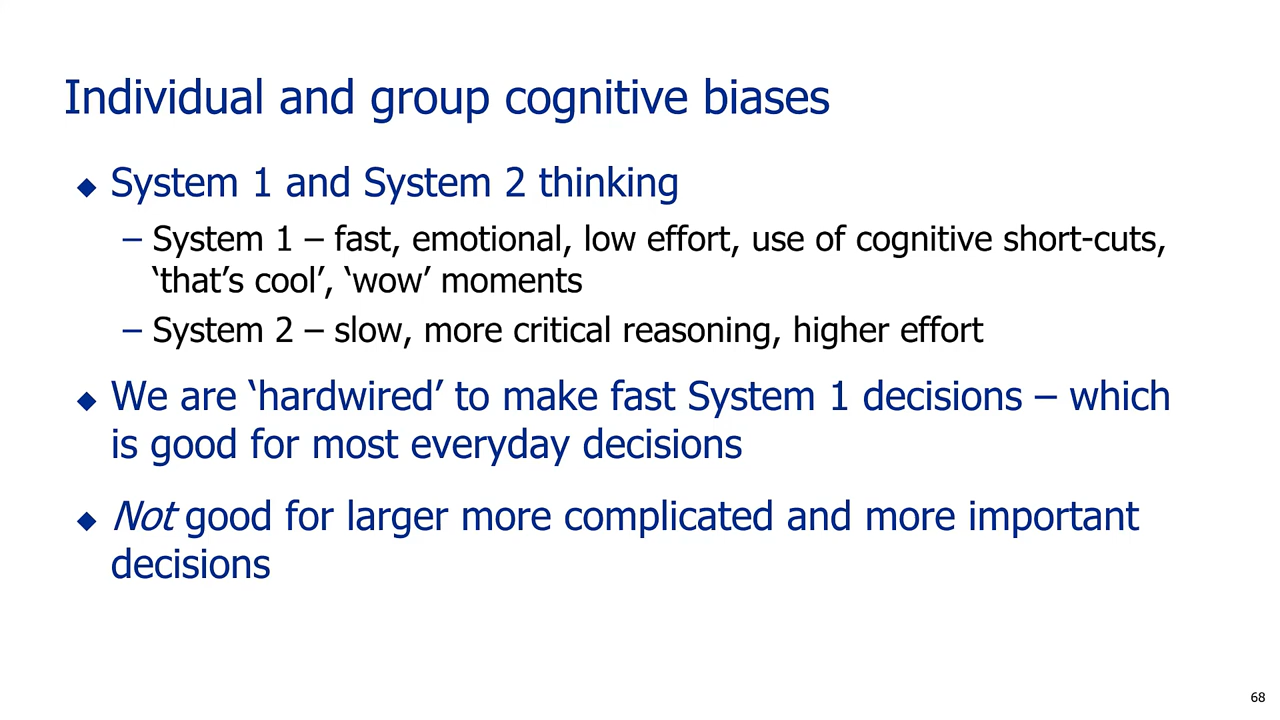 Individual and group cognitive biases
◆ System 1 and System 2 thinking
– System 1 – fast, emotional, low effort, use of cognitive short-cuts,
‘that’s cool’, ‘wow’ moments
– System 2 – slow, more critical reasoning, higher effort
◆ We are ‘hardwired’ to make fast System 1 decisions – which
is good for most everyday decisions
◆ Not good for larger more complicated and more important
decisions
68